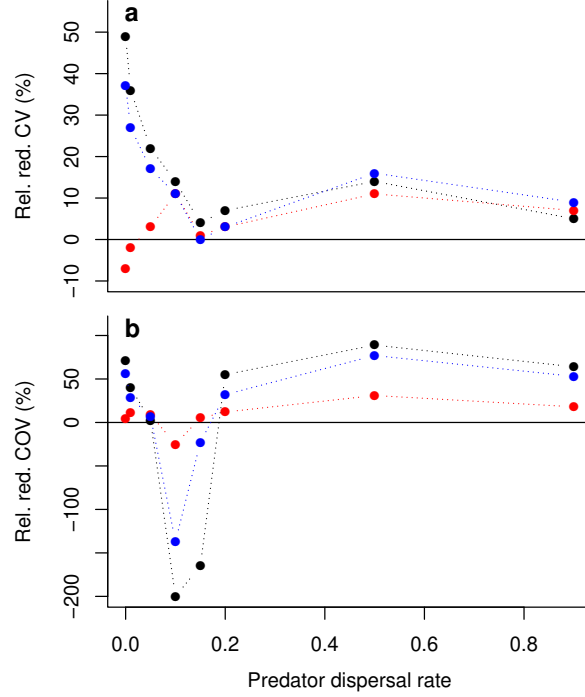 a
Rel. red. CV (%)
50
40
30
20
10
0
−10
b
Rel. red. COV (%)
50
0
−100
−200
0.0 0.2 0.4 0.6 0.8
Predator dispersal rate